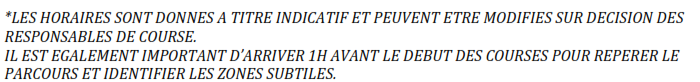 *LES HORAIRES SONT DONNES A TITRE INDICATIF ET PEUVENT ETRE MODIFIES SUR DECISION DES
RESPONSABLES DE COURSE.
IL EST EGALEMENT IMPORTANT D'ARRIVER 1H AVANT LE DEBUT DES COURSES POUR REPERER LE
PARCOURS ET IDENTIFIER LES ZONES SUBTILES.